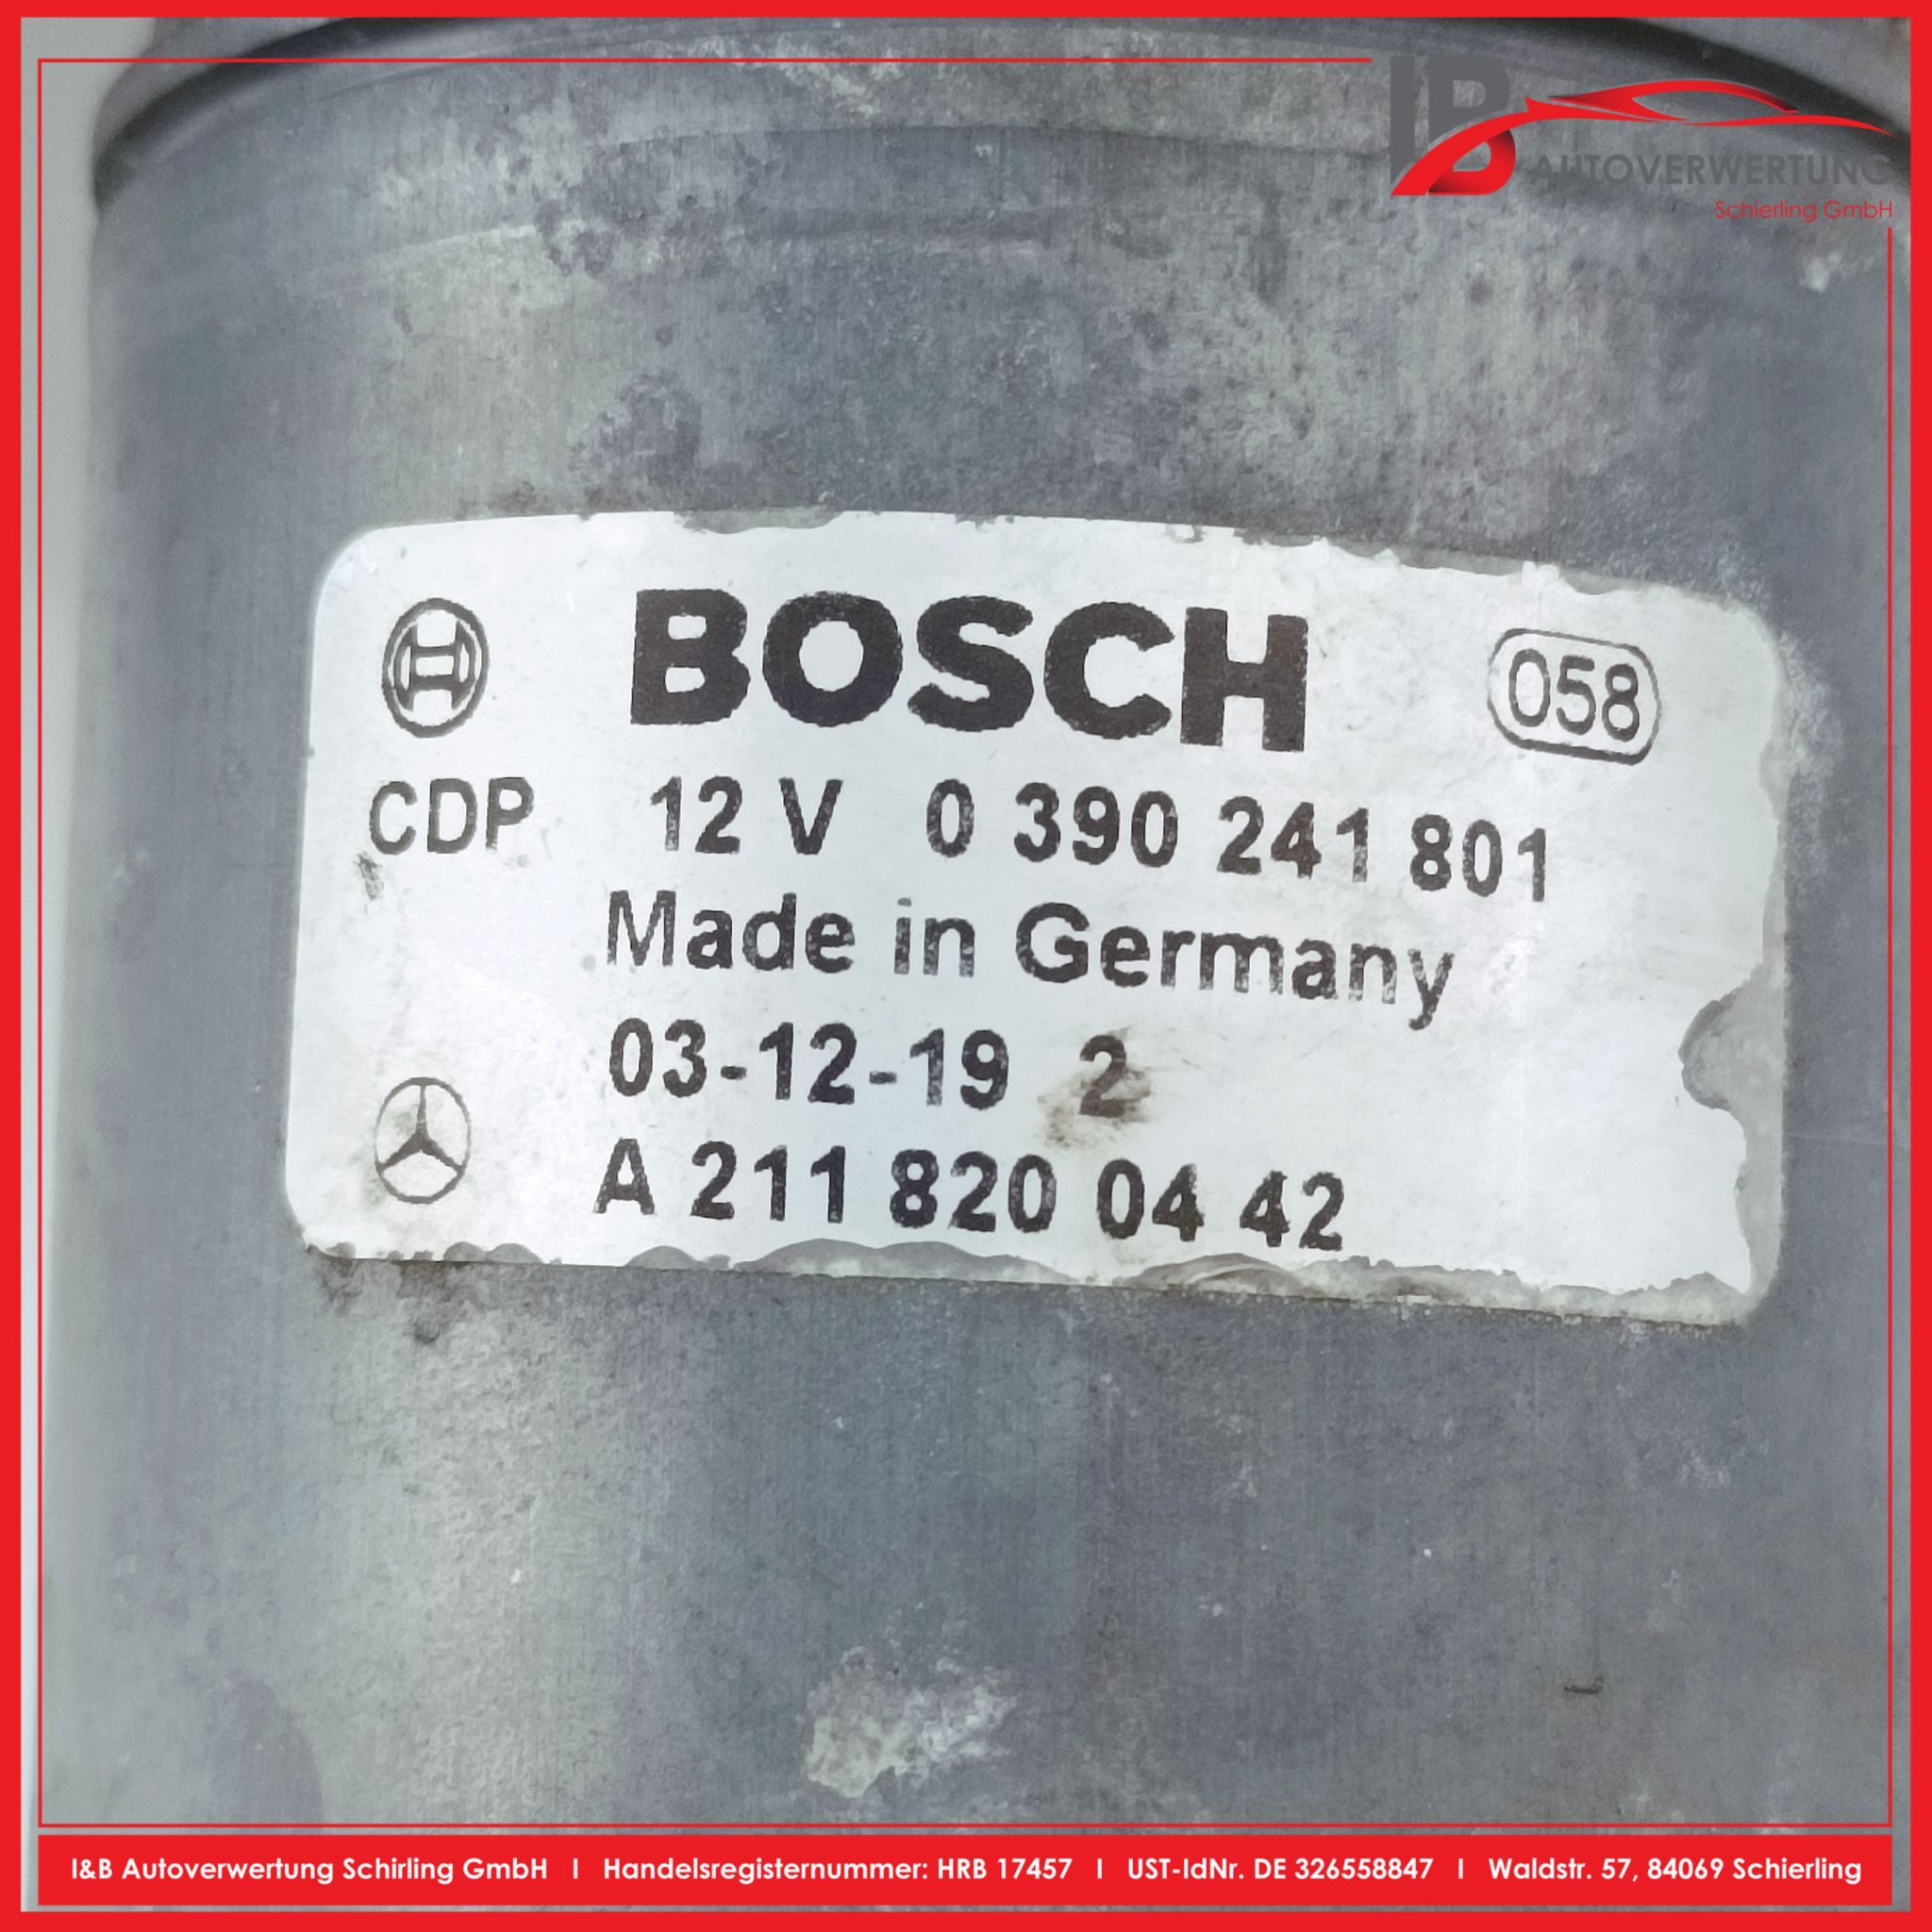 IB
AUTOVERWERTUNG
Schierling GmbH
BOSCH
058
CDP 12 V 0 390 241 801
Made in Germany
03-12-19 2
A 211 820 04 42
I&B Autoverwertung Schirling GmbH I Handelsregisternummer: HRB 17457 I UST-IdNr. DE 326558847 I Waldstr. 57, 84069 Schierling